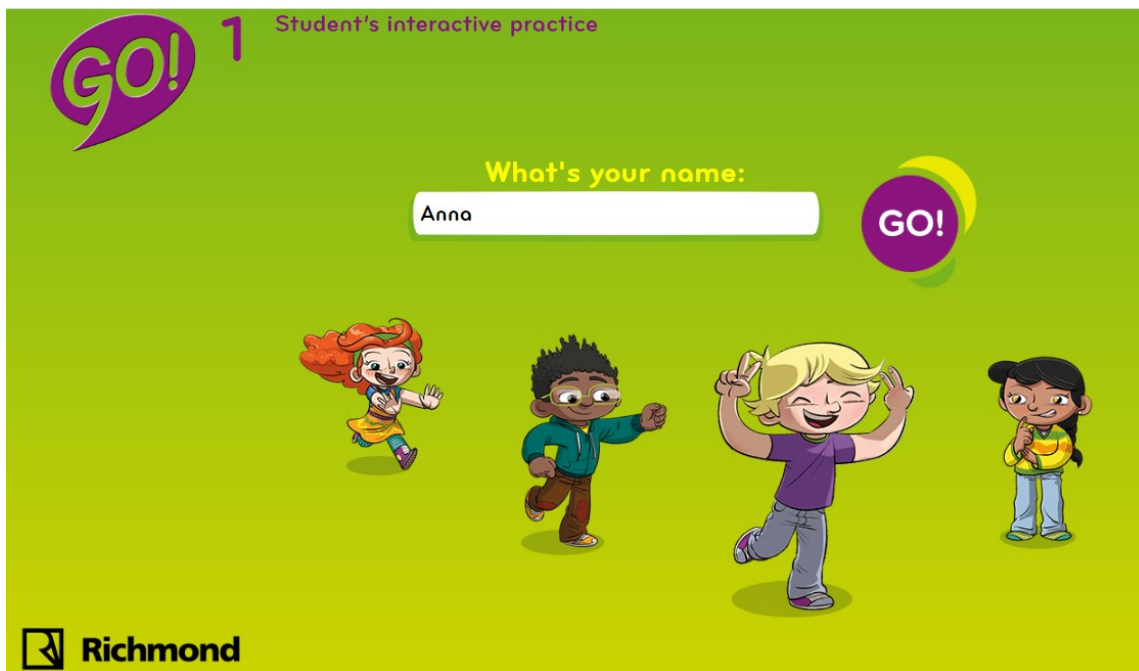 GO! 1 Student's interactive practice
What's your name:
Anna
GO!
Richmond